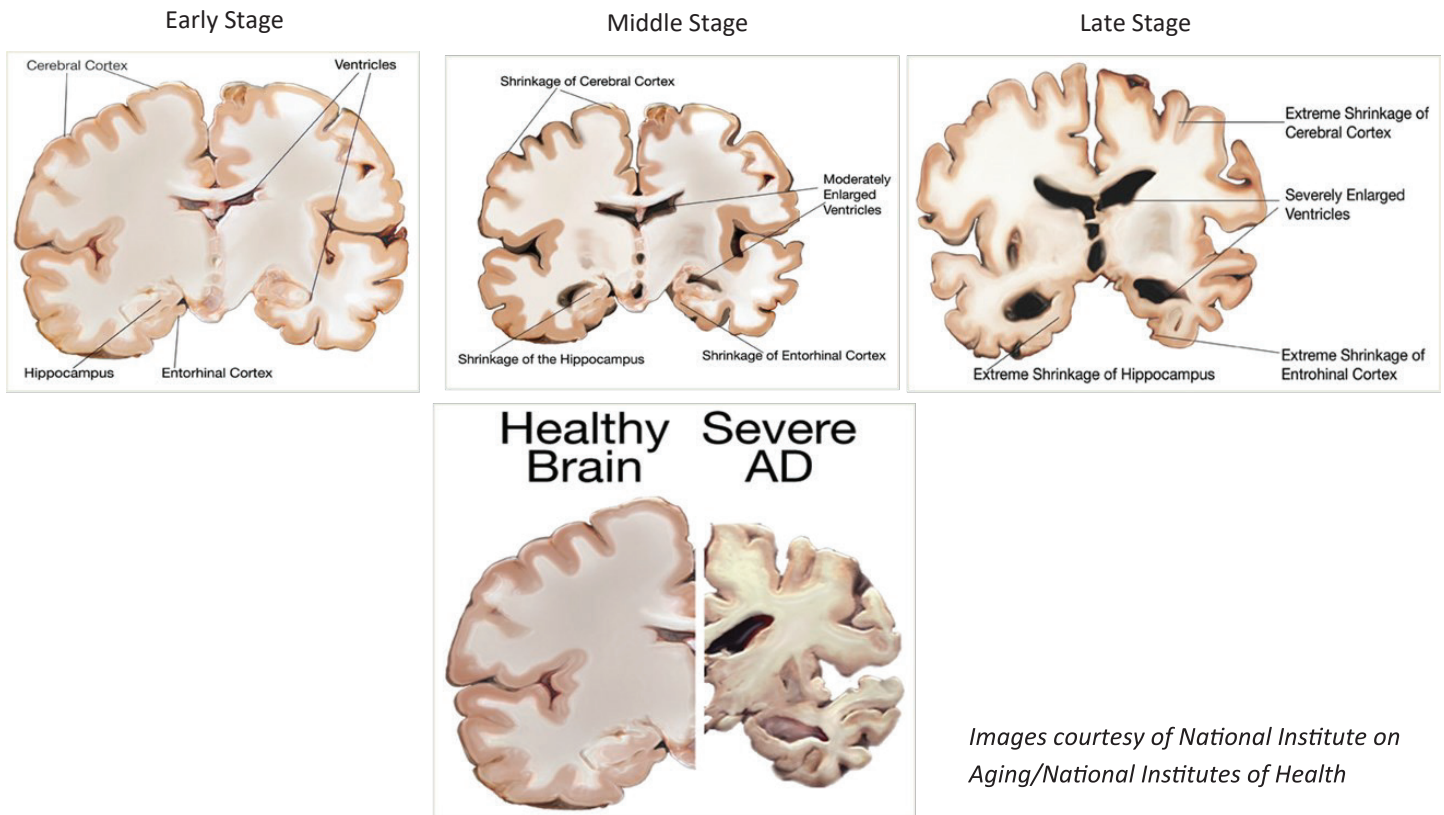 Early Stage
Middle Stage
Late Stage
Cerebral Cortex
Ventricles
Hippocampus
Entorhinal Cortex
Shrinkage of Cerebral Cortex
Moderately
Enlarged
Ventricles
Shrinkage of the Hippocampus
Shrinkage of Entorhinal Cortex
Extreme Shrinkage of
Cerebral Cortex
Severely Enlarged
Ventricles
Extreme Shrinkage of
Entrohinal Cortex
Extreme Shrinkage of Hippocampus
Healthy
Brain
Severe
AD
Images courtesy of National Institute on
Aging/National Institutes of Health